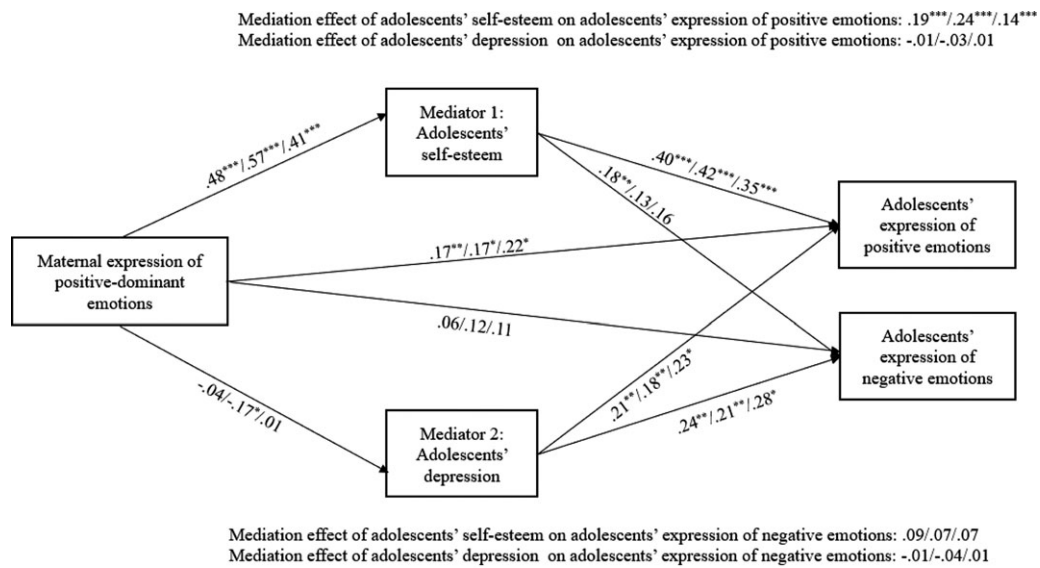 Mediation effect of adolescents’ self-esteem on adolescents’ expression of positive emotions: .19***/.24***/.14***
Mediation effect of adolescents’ depression on adolescents’ expression of positive emotions: -.01/-.03/.01
Mediator 1:
Adolescents’
self-esteem
.48***/.57***/.41***
.40***/.42***/.35***
.18**/.13/.16
Adolescents’
expression of
positive emotions
Maternal expression of
positive-dominant
emotions
.17**/.17*/.22*
.06/.12/.11
Adolescents’
expression of
negative emotions
-.04/-.17*/.01
.21**/.18**/.23*
.24**/.21**/.28*
Mediator 2:
Adolescents’
depression
Mediation effect of adolescents’ self-esteem on adolescents’ expression of negative emotions: .09/.07/.07
Mediation effect of adolescents’ depression on adolescents’ expression of negative emotions: -.01/-.04/.01